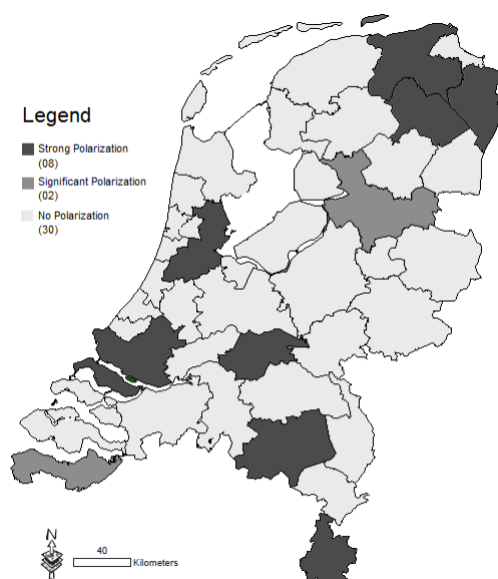 Legend
Strong Polarization
(08)
Significant Polarization
(02)
No Polarization
(30)
N
40
Kilometers